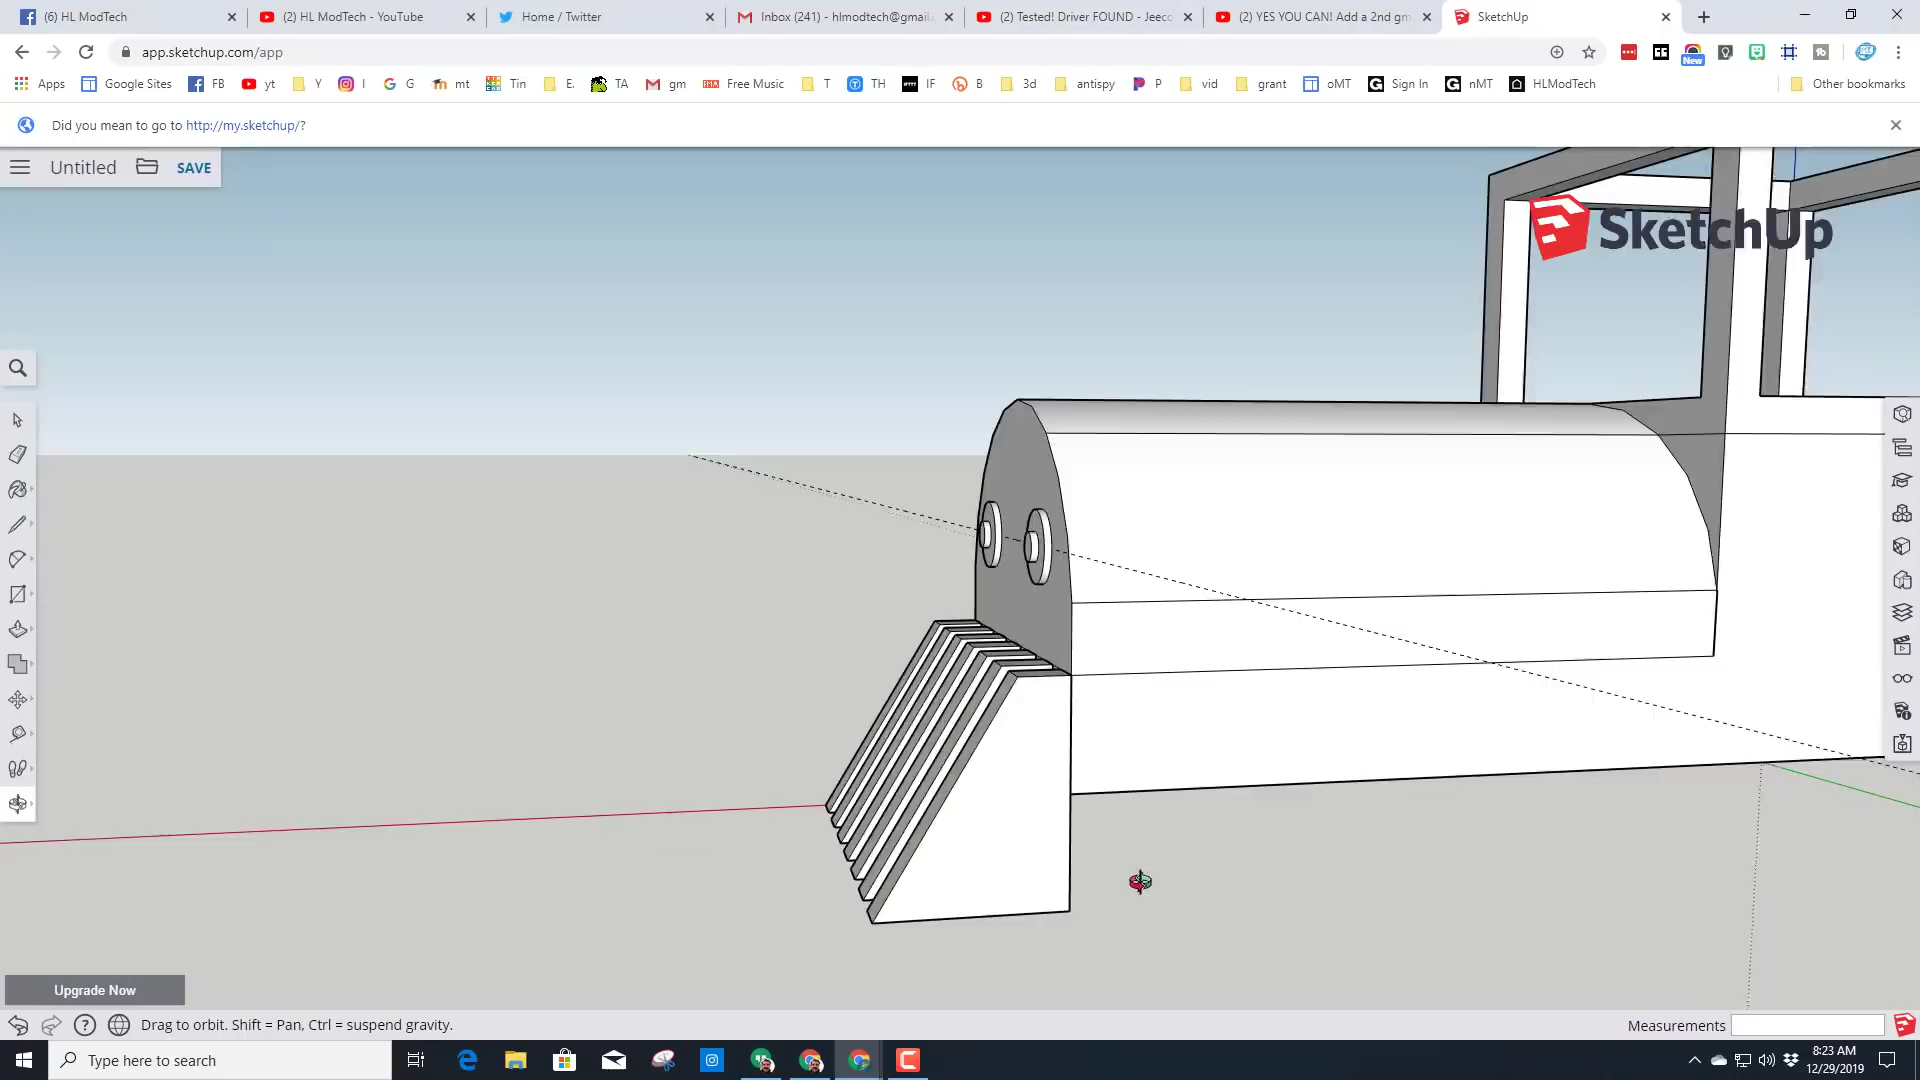 (6) HL ModTech
(2) HL ModTech - YouTube
Home / Twitter
Inbox (241) - hlmodtech@gmail.
(2) Tested! Driver FOUND - Jeec
(2) YES YOU CAN! Add a 2nd gm
SketchUp
app.sketchup.com/app
New
Apps
Google Sites
FB
yt
Y
I
G
mt
Tin
E.
TA
gm
Free Music
T
TH
IF
B
3d
antispy
P
vid
grant
oMT
Sign In
nMT
HLModTech
Other bookmarks
Did you mean to go to http://my.sketchup/?
Untitled
SAVE
SketchUp
Upgrade Now
Drag to orbit. Shift = Pan, Ctrl = suspend gravity.
Measurements
Type here to search
8:23 AM
12/29/2019